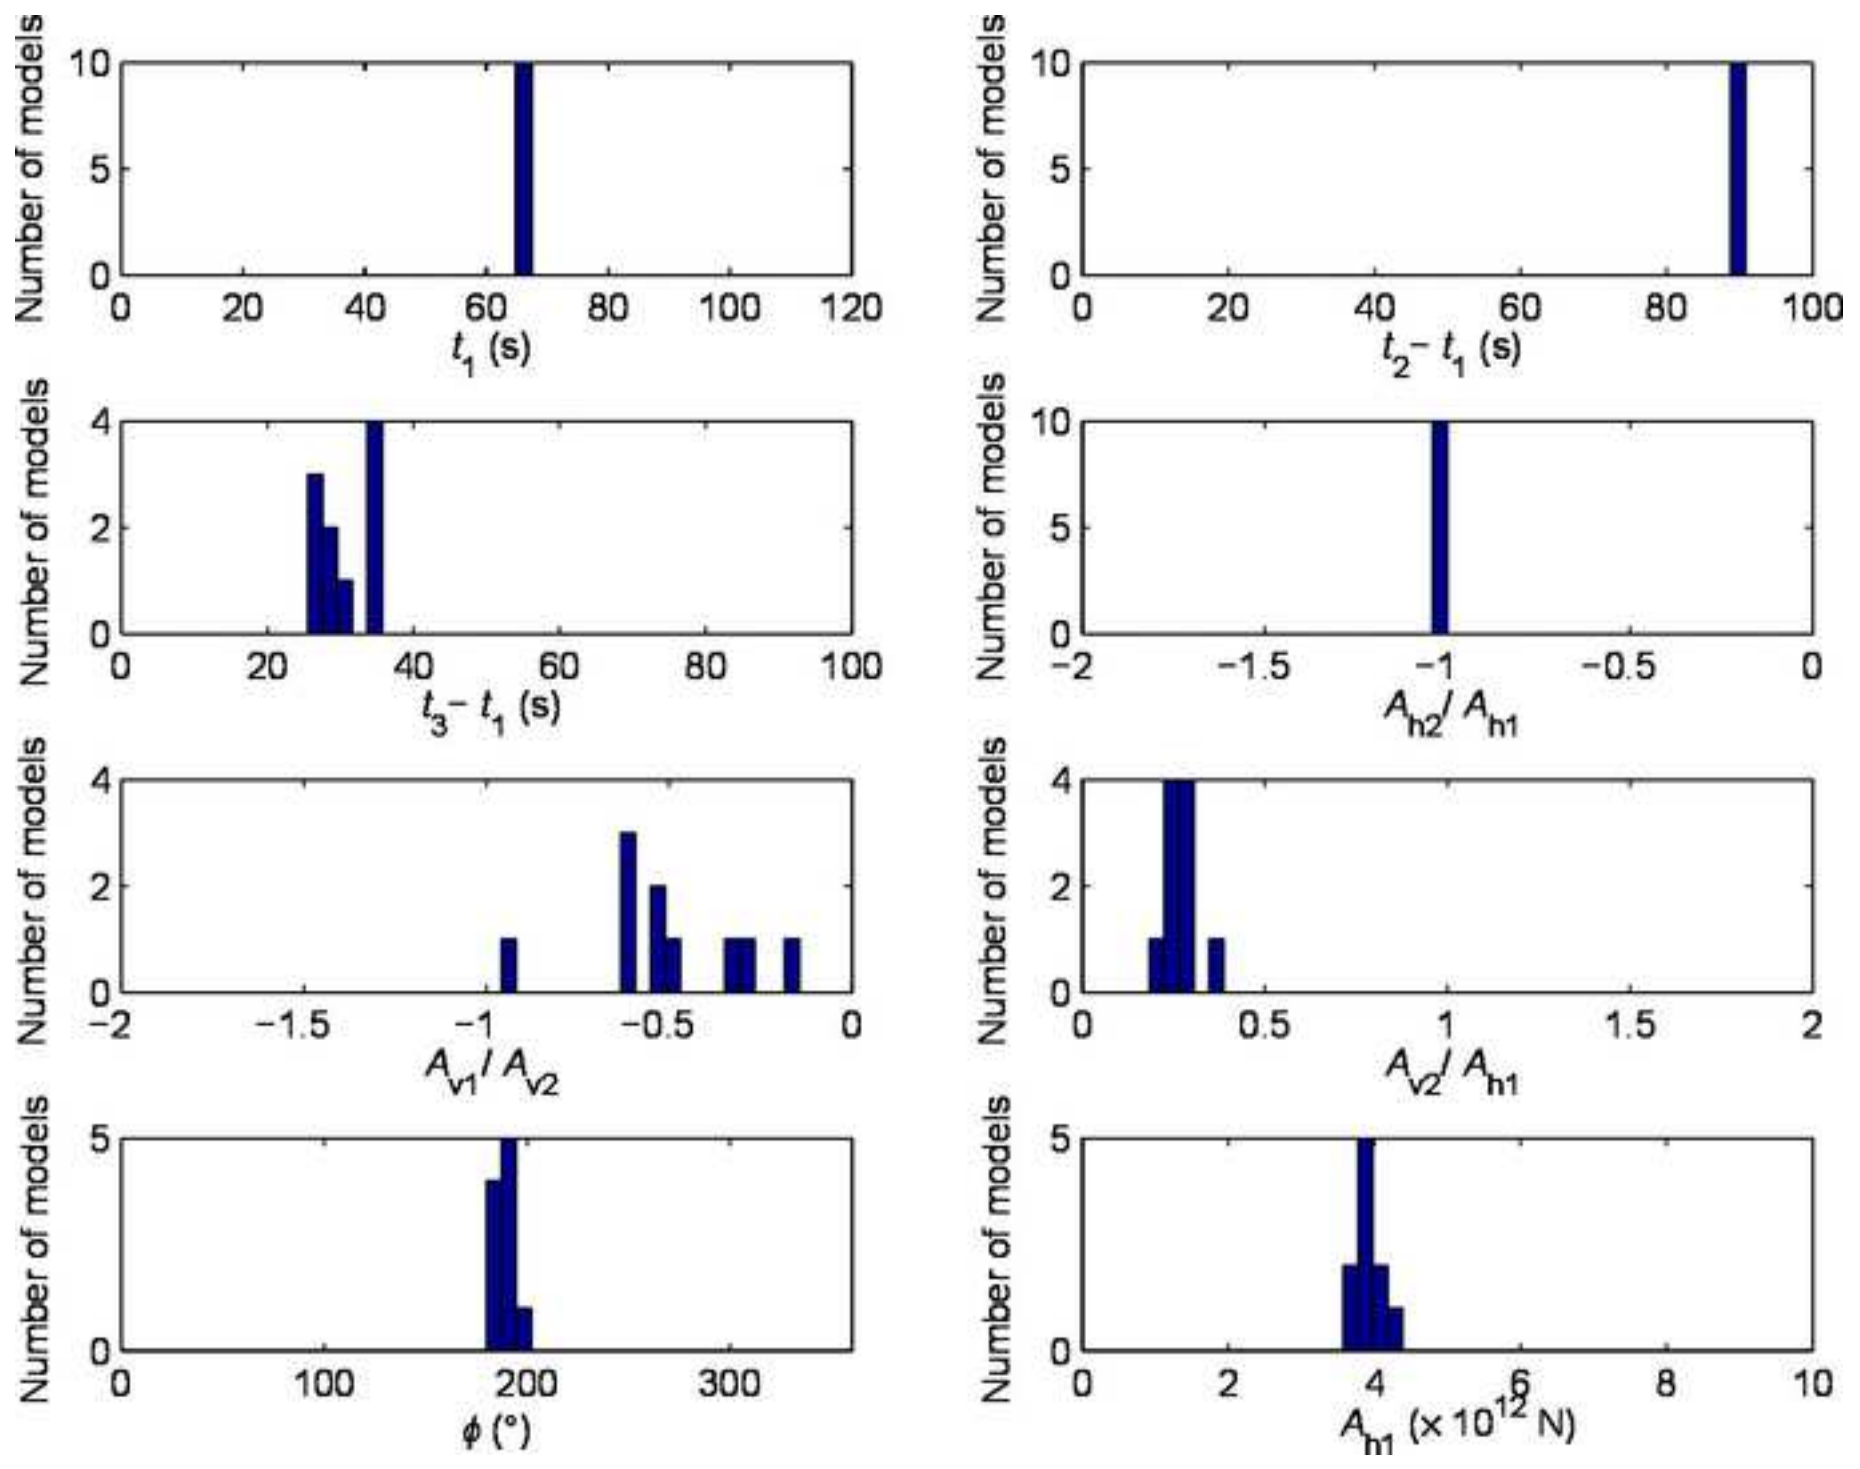 Number of models
10
5
0
0 20 40 60 80 100 120
t1 (s)
Number of models
10
5
0
0 20 40 60 80 100
t2− t1 (s)
Number of models
4
2
0
0 20 40 60 80 100
t3− t1 (s)
Number of models
10
5
0
−2 −1.5 −1 −0.5 0
Ah2/ Ah1
Number of models
4
2
0
−2 −1.5 −1 −0.5 0
Av1/ Av2
Number of models
4
2
0
0 0.5 1 1.5 2
Av2/ Ah1
Number of models
5
0
0 100 200 300
ϕ (°)
Number of models
5
0
0 2 4 6 8 10
Ah1 (× 10^12 N)